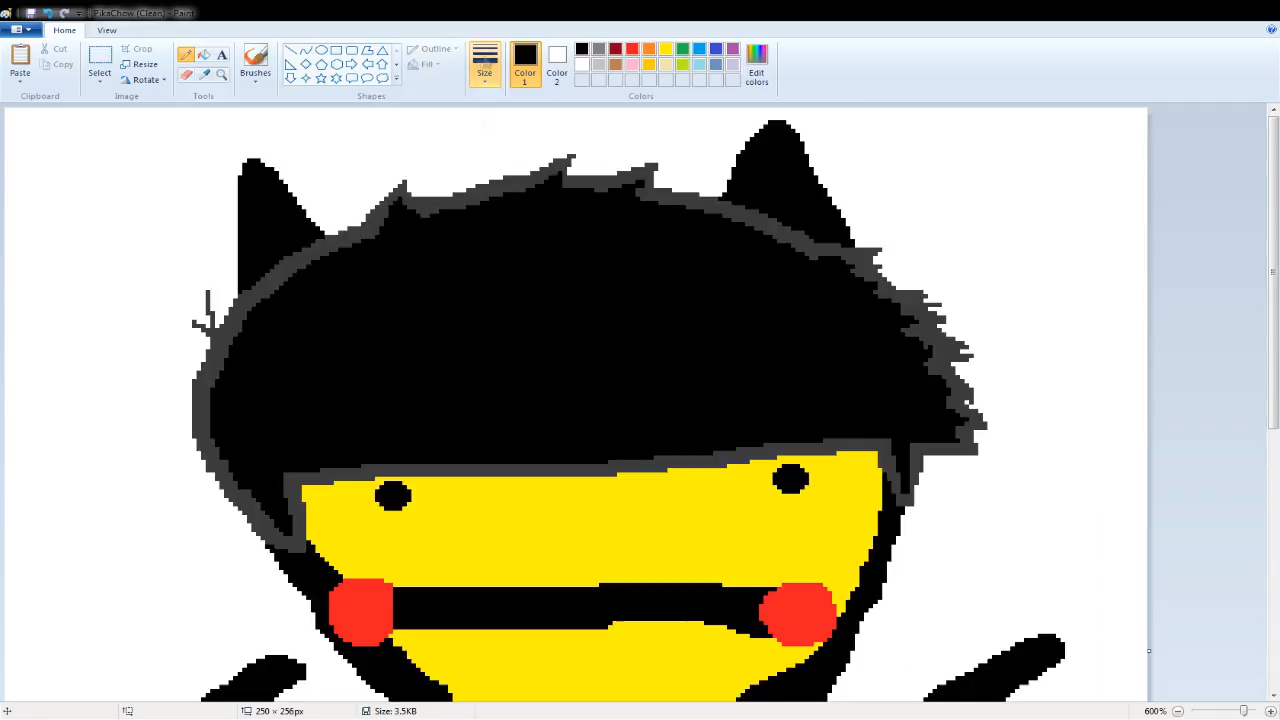 PikaChow (Clean) - Paint
Home View
Paste
Cut
Copy
Clipboard
Select
Crop
Resize
Rotate
Image
A
Tools
Brushes
Shapes
Outline
Fill
Size
Color 1
Color 2
Edit colors
Colors
250 × 256px
Size: 3.5KB
600%